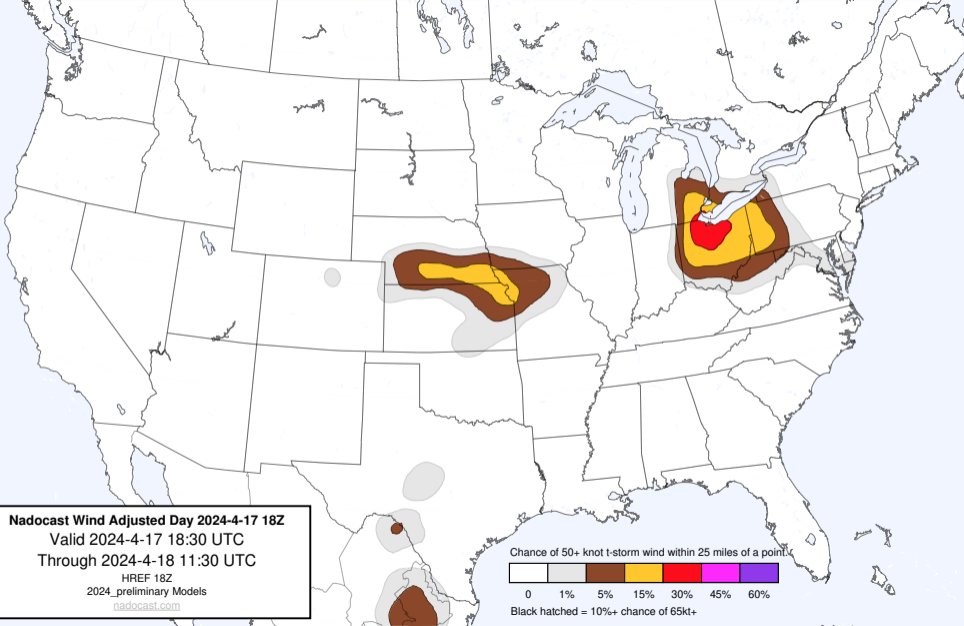 Nadocast Wind Adjusted Day 2024-4-17 18Z
Valid 2024-4-17 18:30 UTC
Through 2024-4-18 11:30 UTC
HREF 18Z
2024_preliminary Models
nadocast.com
Chance of 50+ knot t-storm wind within 25 miles of a point.
0 1% 5% 15% 30% 45% 60%
Black hatched = 10%+ chance of 65kt+